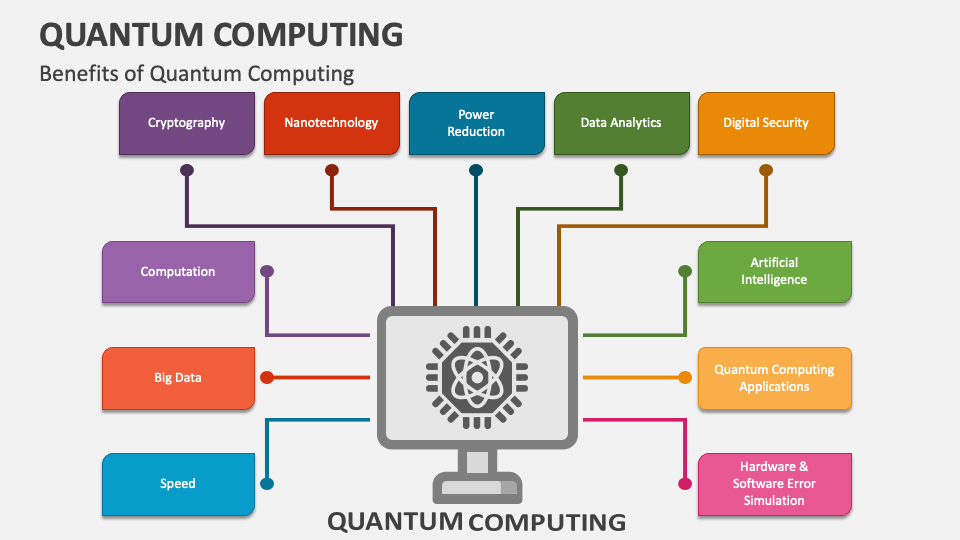 QUANTUM COMPUTING
Benefits of Quantum Computing
Cryptography
Nanotechnology
Power
Reduction
Data Analytics
Digital Security
Computation
Artificial
Intelligence
Big Data
Quantum Computing
Applications
Speed
Hardware &
Software Error
Simulation
QUANTUM COMPUTING